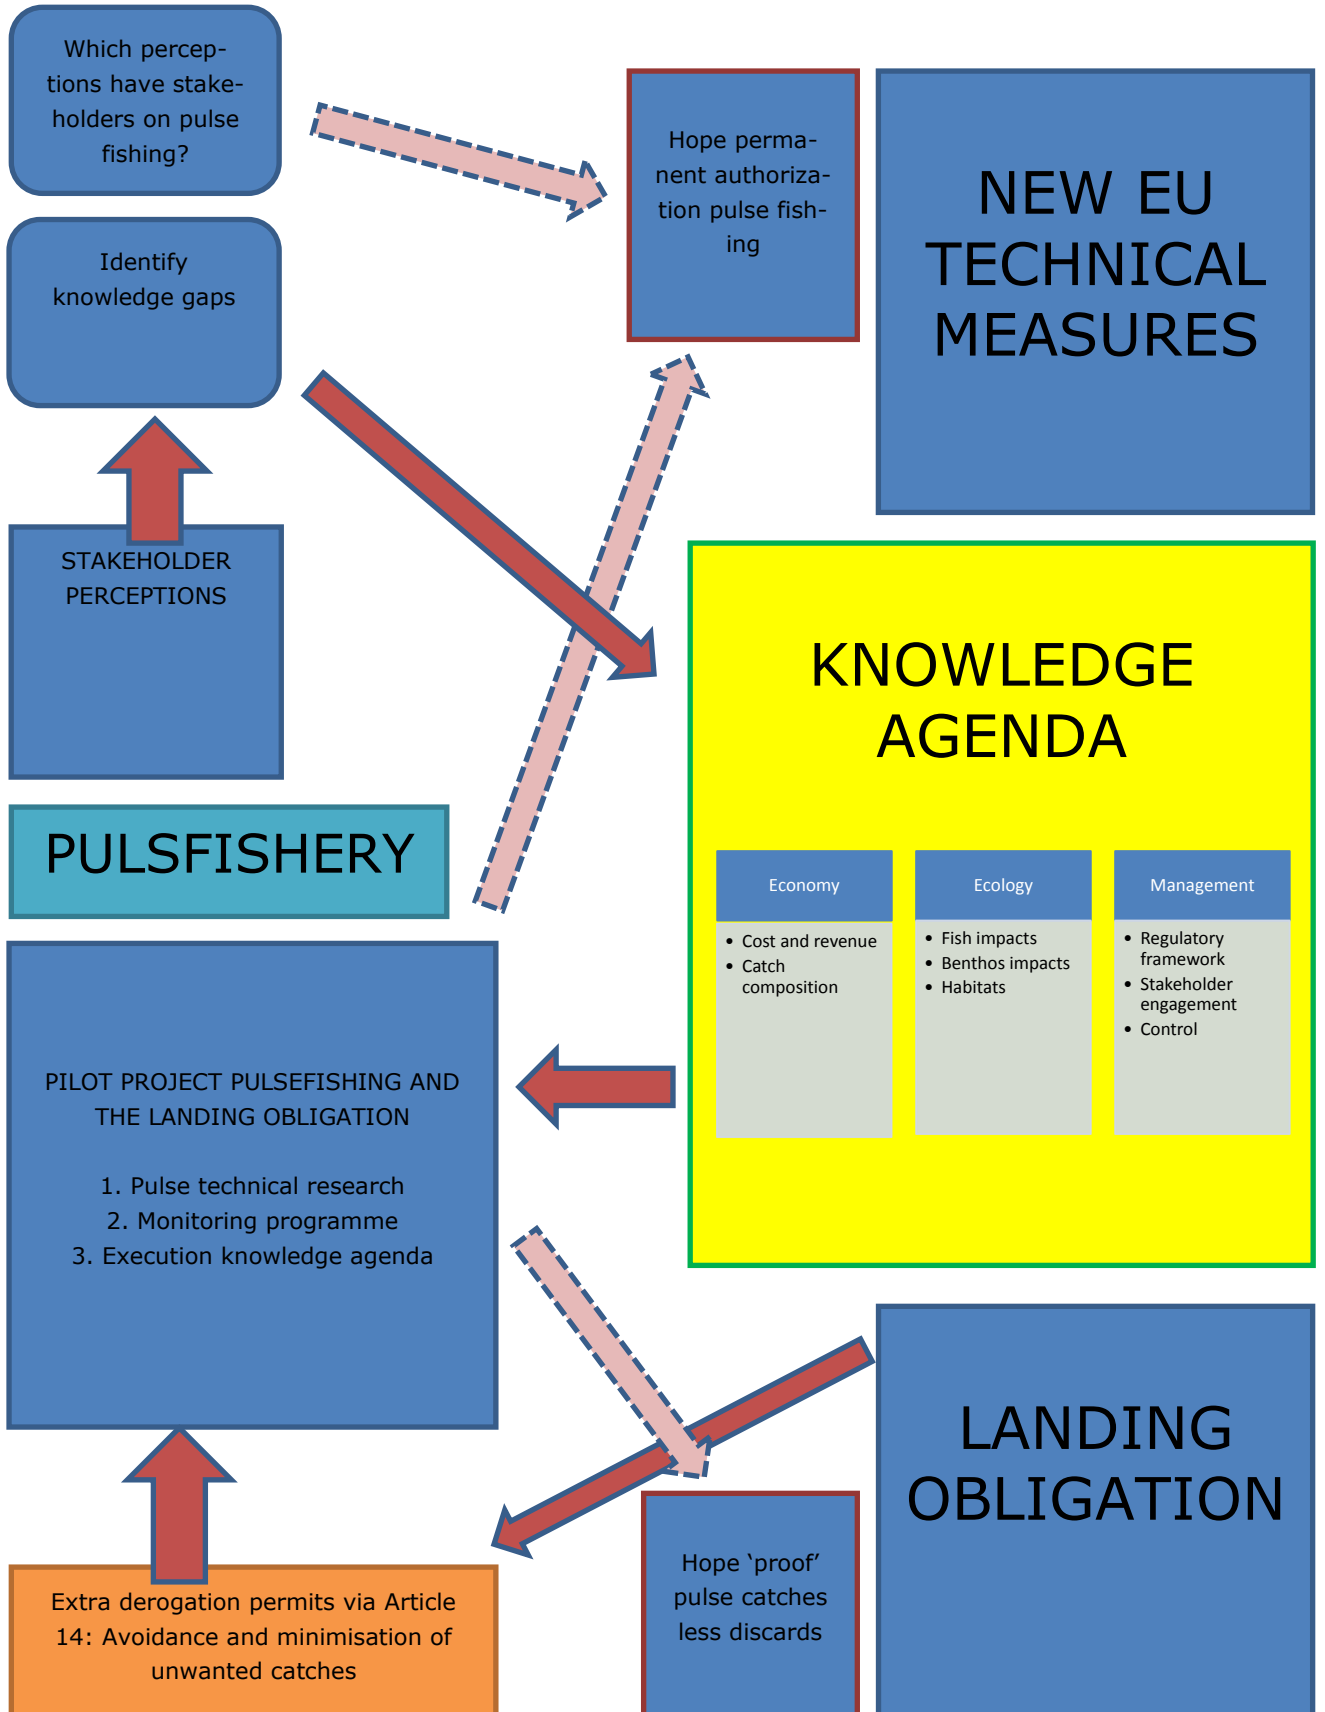 Which percep-
tions have stake-
holders on pulse
fishing?
Identify
knowledge gaps
STAKEHOLDER
PERCEPTIONS
Hope perma-
nent authoriza-
tion pulse fish-
ing
NEW EU
TECHNICAL
MEASURES
KNOWLEDGE
AGENDA
Economy
• Cost and revenue
• Catch
composition
Ecology
• Fish impacts
• Benthos impacts
• Habitats
Management
• Regulatory
framework
• Stakeholder
engagement
• Control
PULSFISHERY
PILOT PROJECT PULSEFISHING AND
THE LANDING OBLIGATION
1. Pulse technical research
2. Monitoring programme
3. Execution knowledge agenda
Extra derogation permits via Article
14: Avoidance and minimisation of
unwanted catches
Hope ‘proof’
pulse catches
less discards
LANDING
OBLIGATION